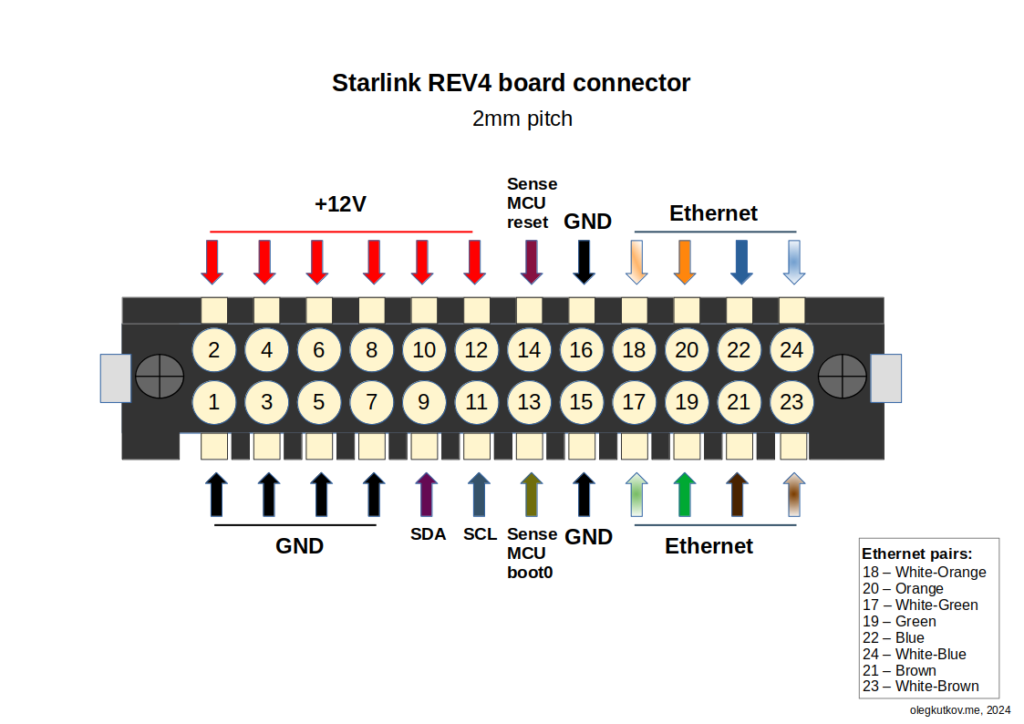 Starlink REV4 board connector
2mm pitch
+12V
Sense
MCU
reset
GND
Ethernet
2 4 6 8 10 12 14 16 18 20 22 24
1 3 5 7 9 11 13 15 17 19 21 23
GND
SDA
SCL
Sense
MCU
boot0
GND
Ethernet
Ethernet pairs:
18 – White-Orange
20 – Orange
17 – White-Green
19 – Green
22 – Blue
24 – White-Blue
21 – Brown
23 – White-Brown
olegkutkov.me, 2024